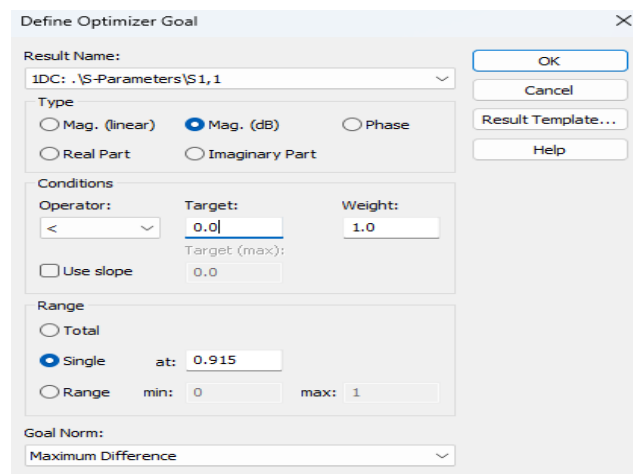 Define Optimizer Goal
Result Name:
1DC: .\S-Parameters\S1,1
OK
Cancel
Result Template...
Help
Type
Mag. (linear) Mag. (dB) Phase
Real Part Imaginary Part
Conditions
Operator: Target: Weight:
< 0.0 1.0
Target (max):
Use slope 0.0
Range
Total
Single at: 0.915
Range min: 0 max: 1
Goal Norm:
Maximum Difference